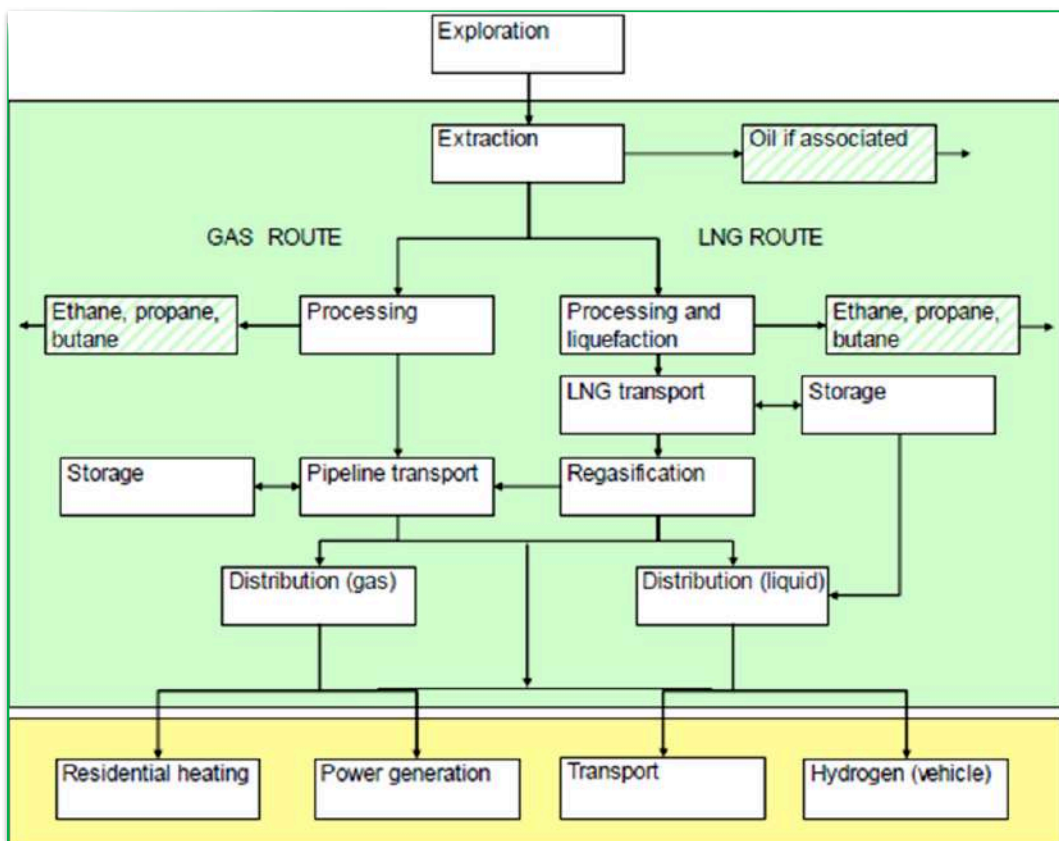 Exploration
Extraction
Oil if associated
GAS ROUTE
LNG ROUTE
Ethane, propane,
butane
Processing
Processing and
liquefaction
Ethane, propane,
butane
LNG transport
Storage
Storage
Pipeline transport
Regasification
Distribution (gas)
Distribution (liquid)
Residential heating
Power generation
Transport
Hydrogen (vehicle)